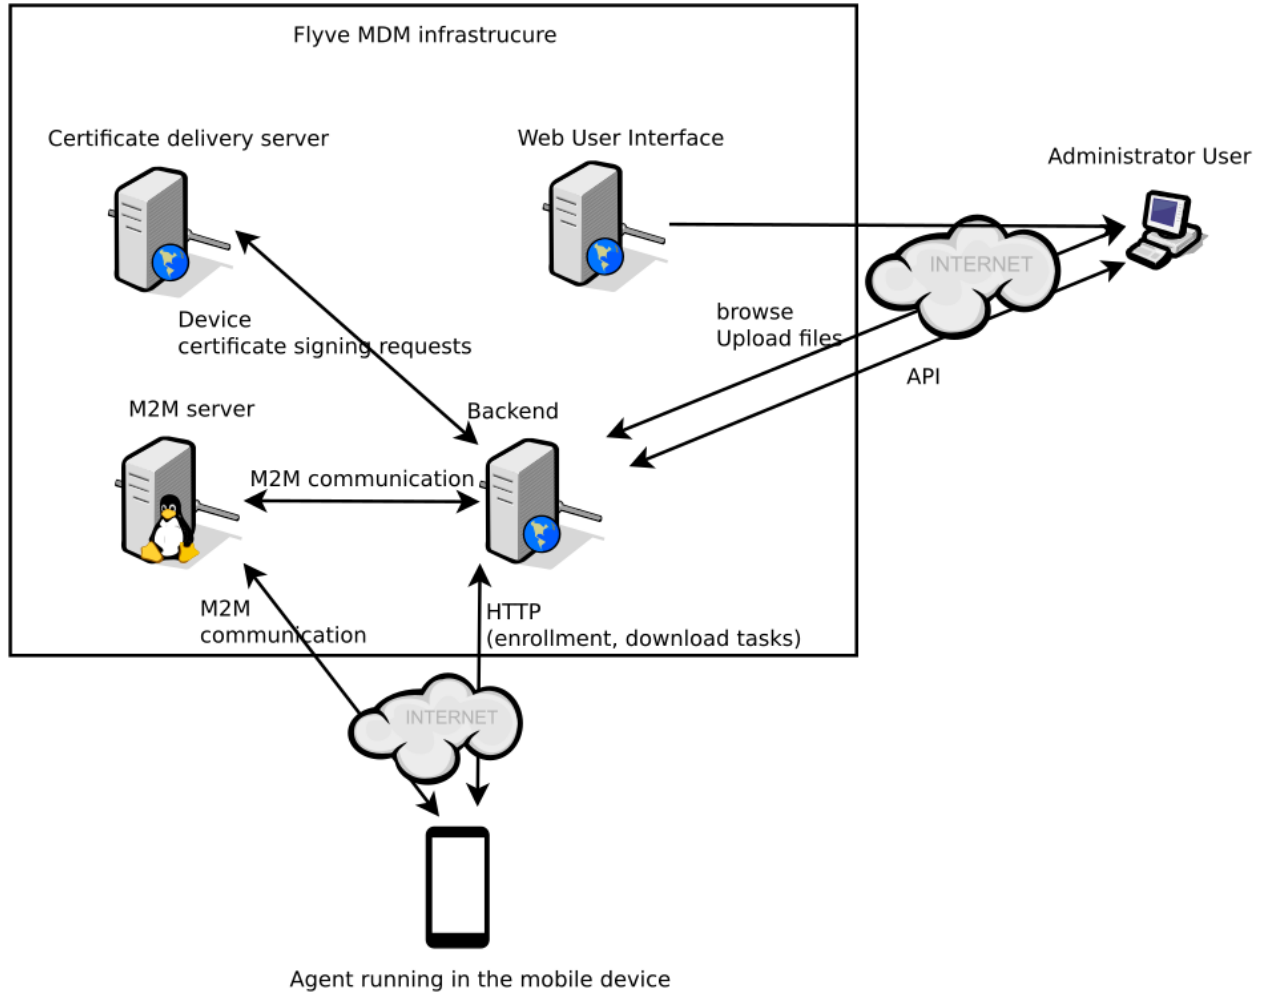 Flyve MDM infrastrucure
Certificate delivery server
Web User Interface
Administrator User
INTERNET
Device
certificate signing requests
browse
Upload files
API
M2M server
Backend
M2M communication
M2M
communication
HTTP
(enrollment, download tasks)
INTERNET
Agent running in the mobile device